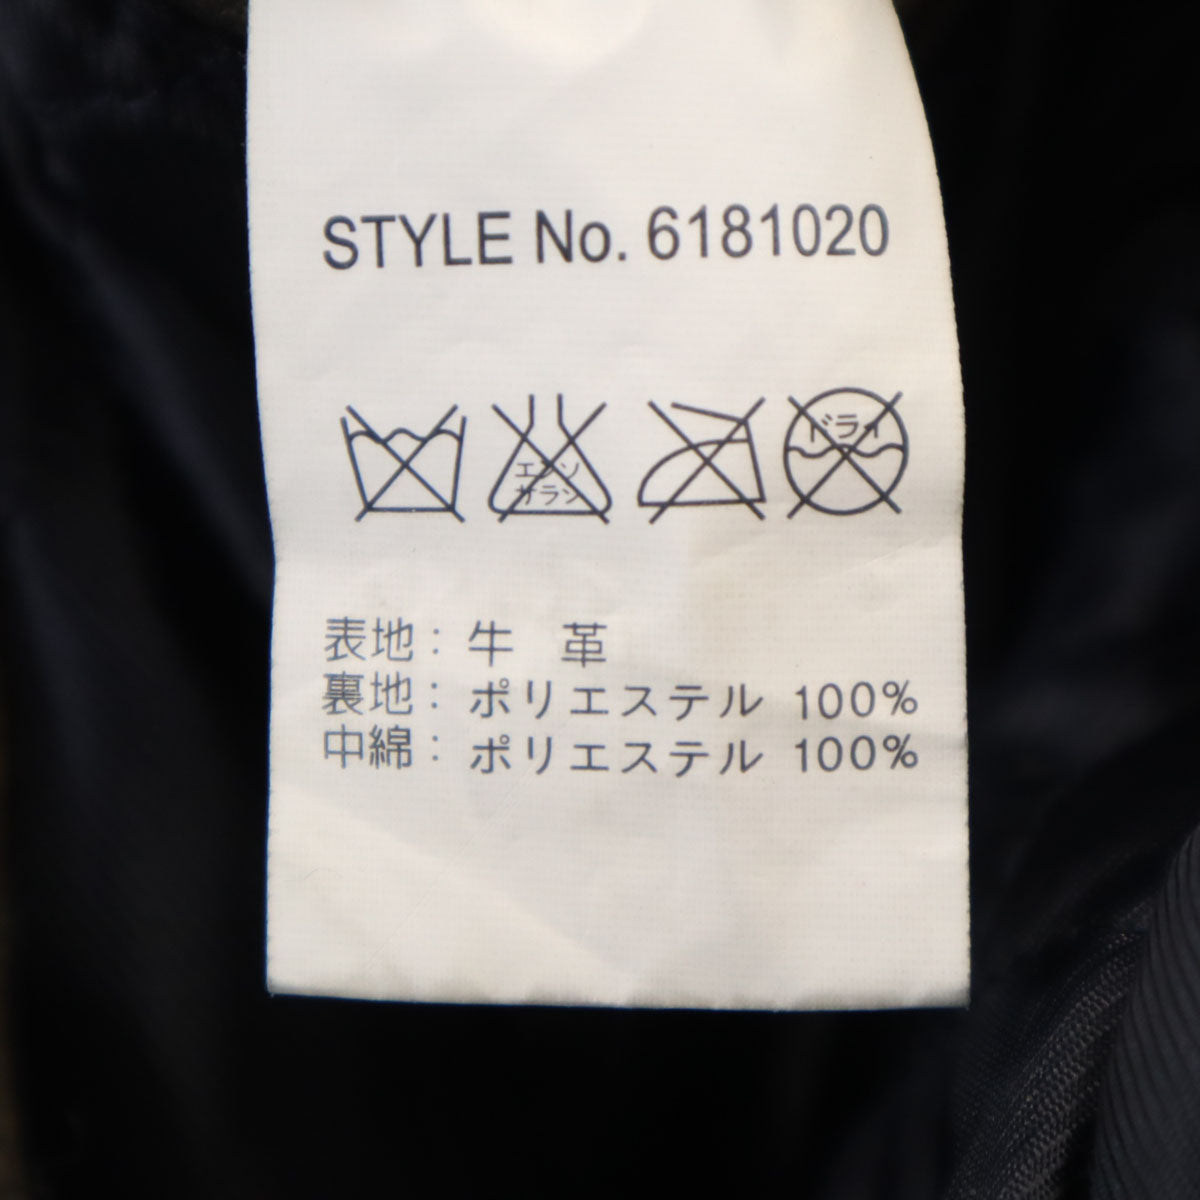 STYLE No. 6181020
エンソ サラシ ドライ
表地: 牛 革
裏地: ポリエステル 100%
中綿: ポリエステル 100%